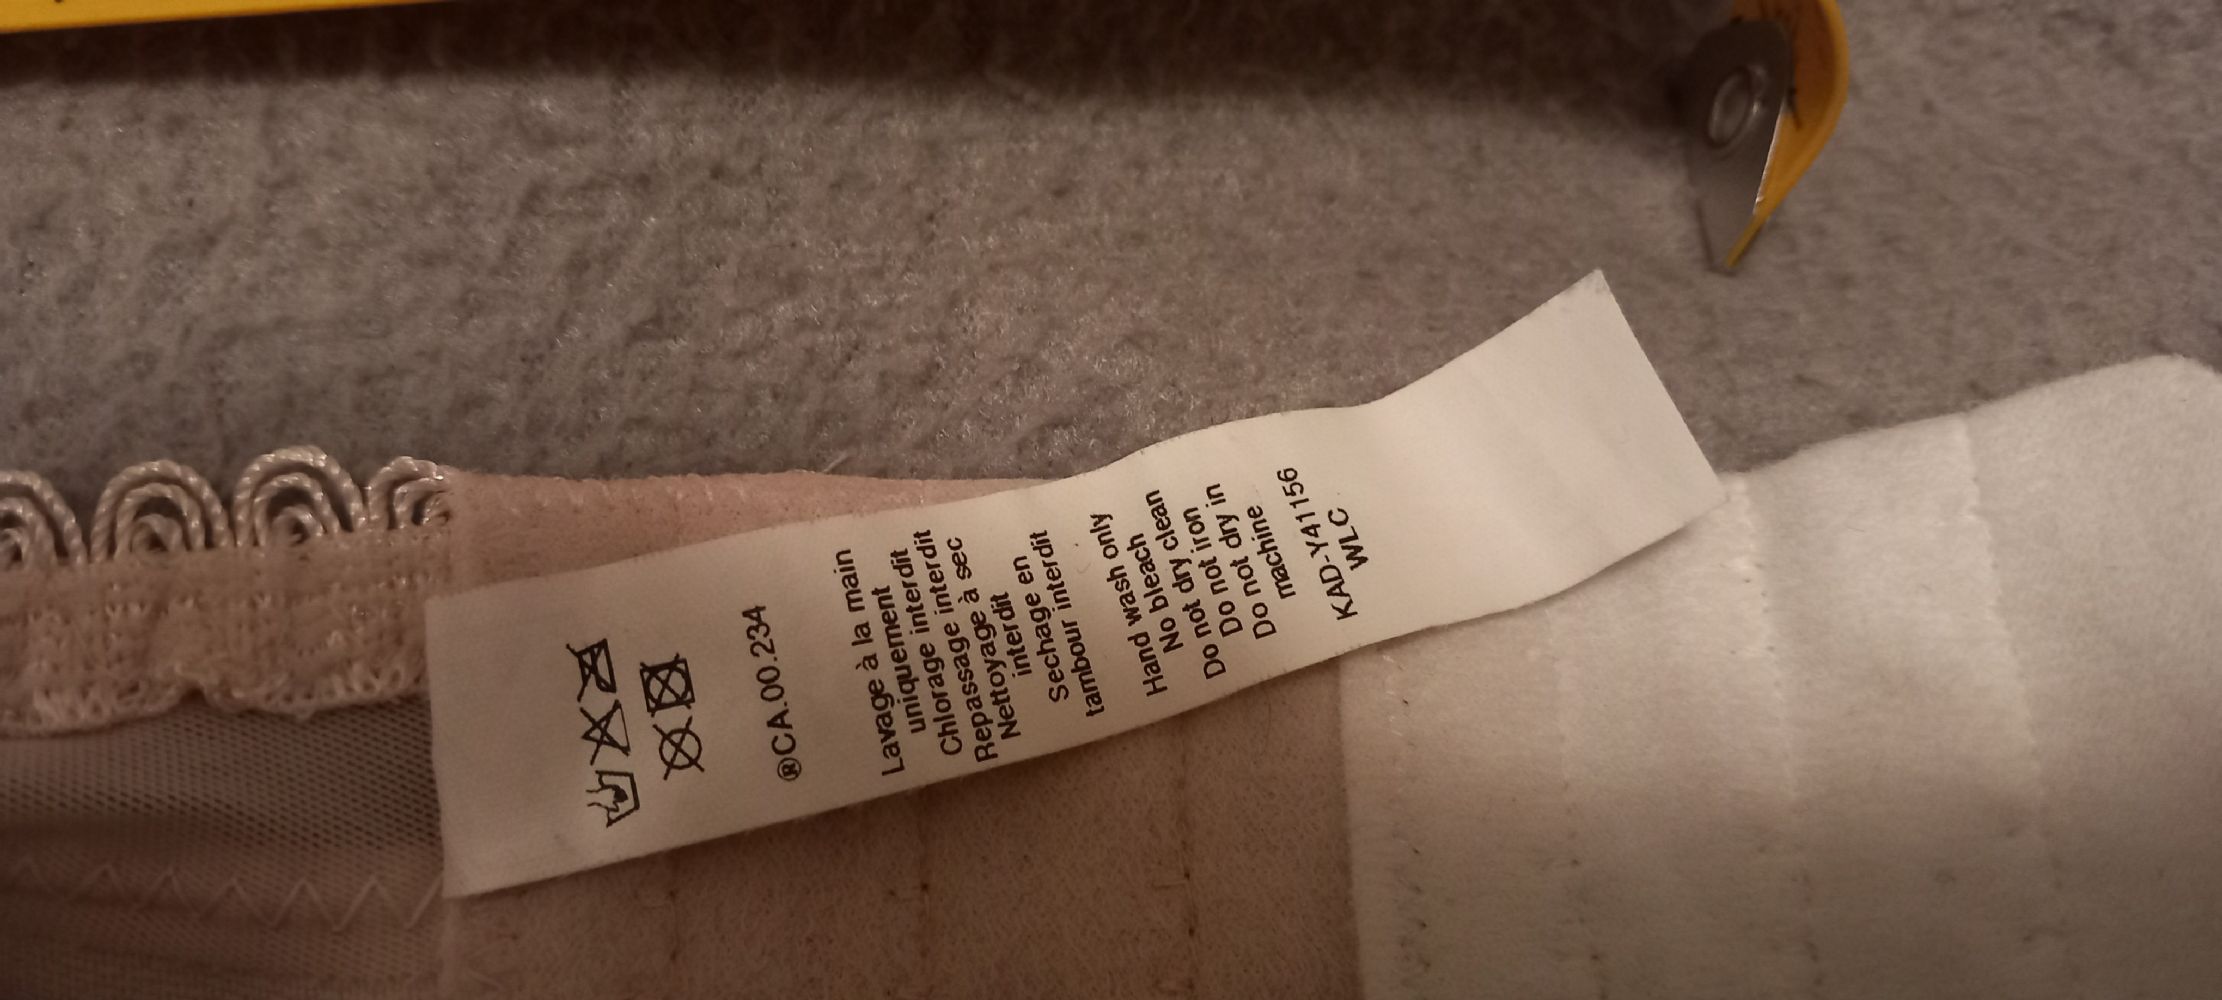 ®CA.00.234
Lavage à la main
uniquement
Chlorage interdit
Repassage à sec
Nettoyage à sec
interdit
Sechage en
tambour interdit
Hand wash only
No bleach
Do not dry clean
Do not iron
Do not dry in
machine
KAD-Y41156
WLC